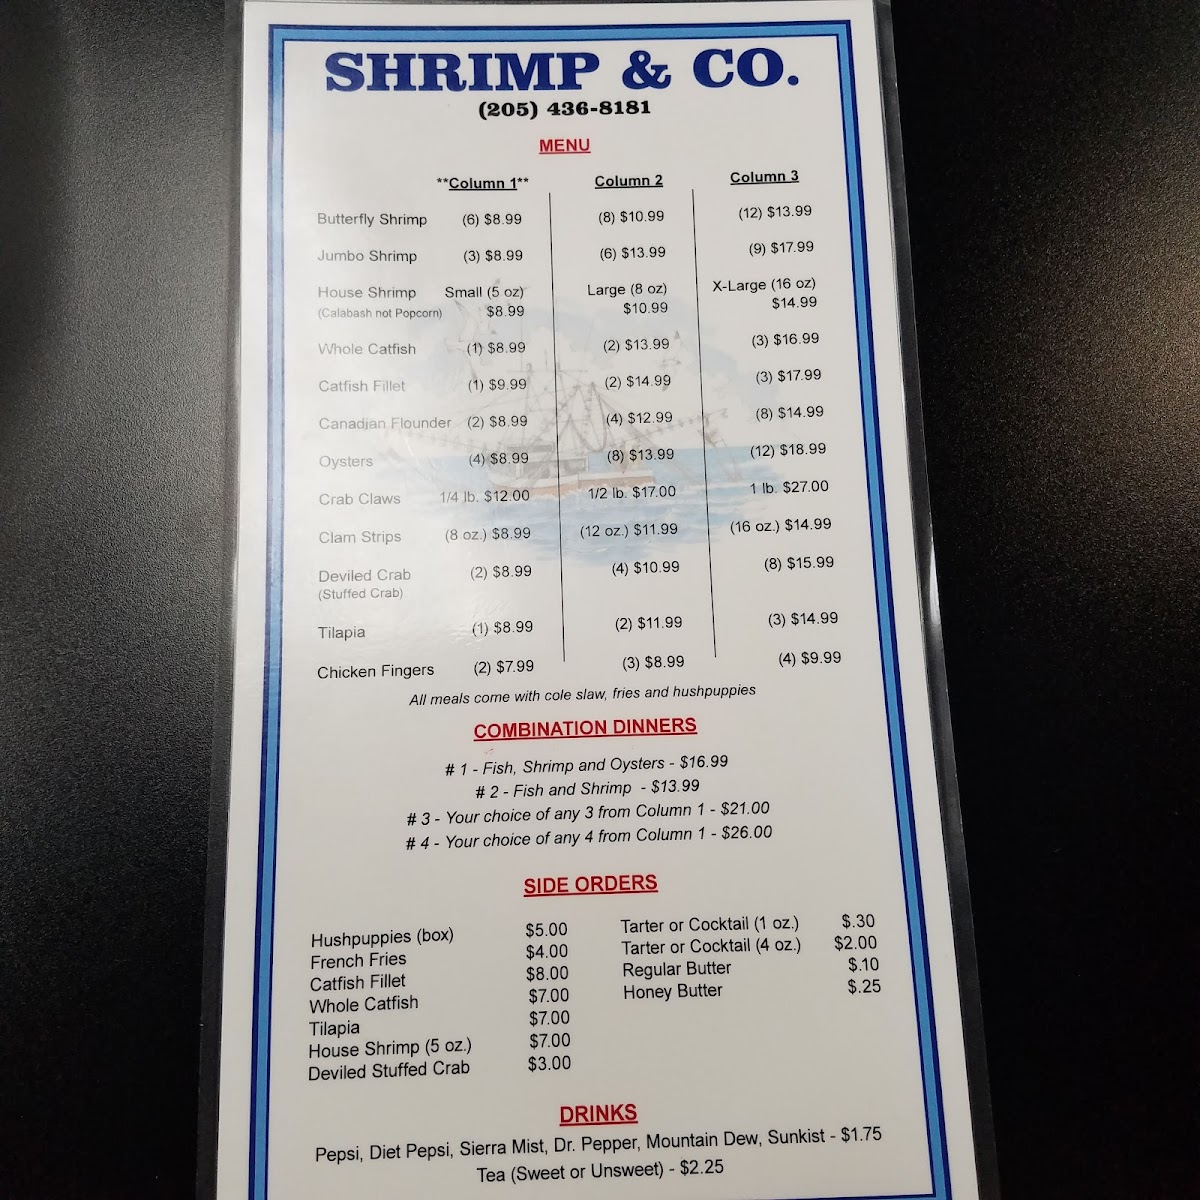 SHRIMP & CO.
(205) 436-8181
MENU
**Column 1** Column 2 Column 3
Butterfly Shrimp (6) $8.99 (8) $10.99 (12) $13.99
Jumbo Shrimp (3) $8.99 (6) $13.99 (9) $17.99
House Shrimp Small (5 oz) Large (8 oz) X-Large (16 oz)
(Calabash not Popcorn) $8.99 $10.99 $14.99
Whole Catfish (1) $8.99 (2) $13.99 (3) $16.99
Catfish Fillet (1) $9.99 (2) $14.99 (3) $17.99
Canadian Flounder (2) $8.99 (4) $12.99 (8) $14.99
Oysters (4) $8.99 (8) $13.99 (12) $18.99
Crab Claws 1/4 lb. $12.00 1/2 lb. $17.00 1 lb. $27.00
Clam Strips (8 oz.) $8.99 (12 oz.) $11.99 (16 oz.) $14.99
Deviled Crab (2) $8.99 (4) $10.99 (8) $15.99
(Stuffed Crab)
Tilapia (1) $8.99 (2) $11.99 (3) $14.99
Chicken Fingers (2) $7.99 (3) $8.99 (4) $9.99
All meals come with cole slaw, fries and hushpuppies
COMBINATION DINNERS
# 1 - Fish, Shrimp and Oysters - $16.99
# 2 - Fish and Shrimp - $13.99
# 3 - Your choice of any 3 from Column 1 - $21.00
# 4 - Your choice of any 4 from Column 1 - $26.00
SIDE ORDERS
Hushpuppies (box) $5.00
French Fries $4.00
Catfish Fillet $8.00
Whole Catfish $7.00
Tilapia $7.00
House Shrimp (5 oz.) $7.00
Deviled Stuffed Crab $3.00
Tarter or Cocktail (1 oz.) $.30
Tarter or Cocktail (4 oz.) $2.00
Regular Butter $.10
Honey Butter $.25
DRINKS
Pepsi, Diet Pepsi, Sierra Mist, Dr. Pepper, Mountain Dew, Sunkist - $1.75
Tea (Sweet or Unsweet) - $2.25